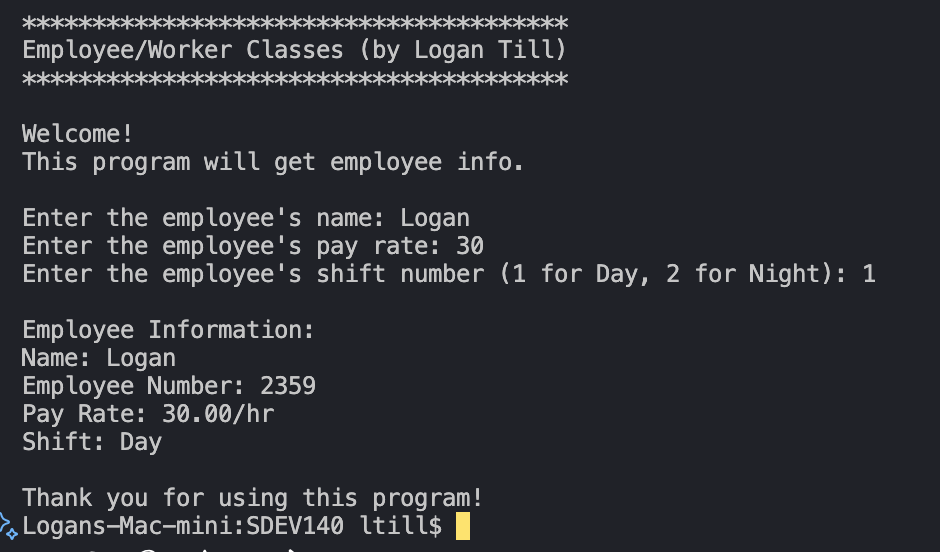 ***************************************
Employee/Worker Classes (by Logan Till)
***************************************
Welcome!
This program will get employee info.
Enter the employee's name: Logan
Enter the employee's pay rate: 30
Enter the employee's shift number (1 for Day, 2 for Night): 1
Employee Information:
Name: Logan
Employee Number: 2359
Pay Rate: 30.00/hr
Shift: Day
Thank you for using this program!
Logans-Mac-mini:SDEV140 ltill$